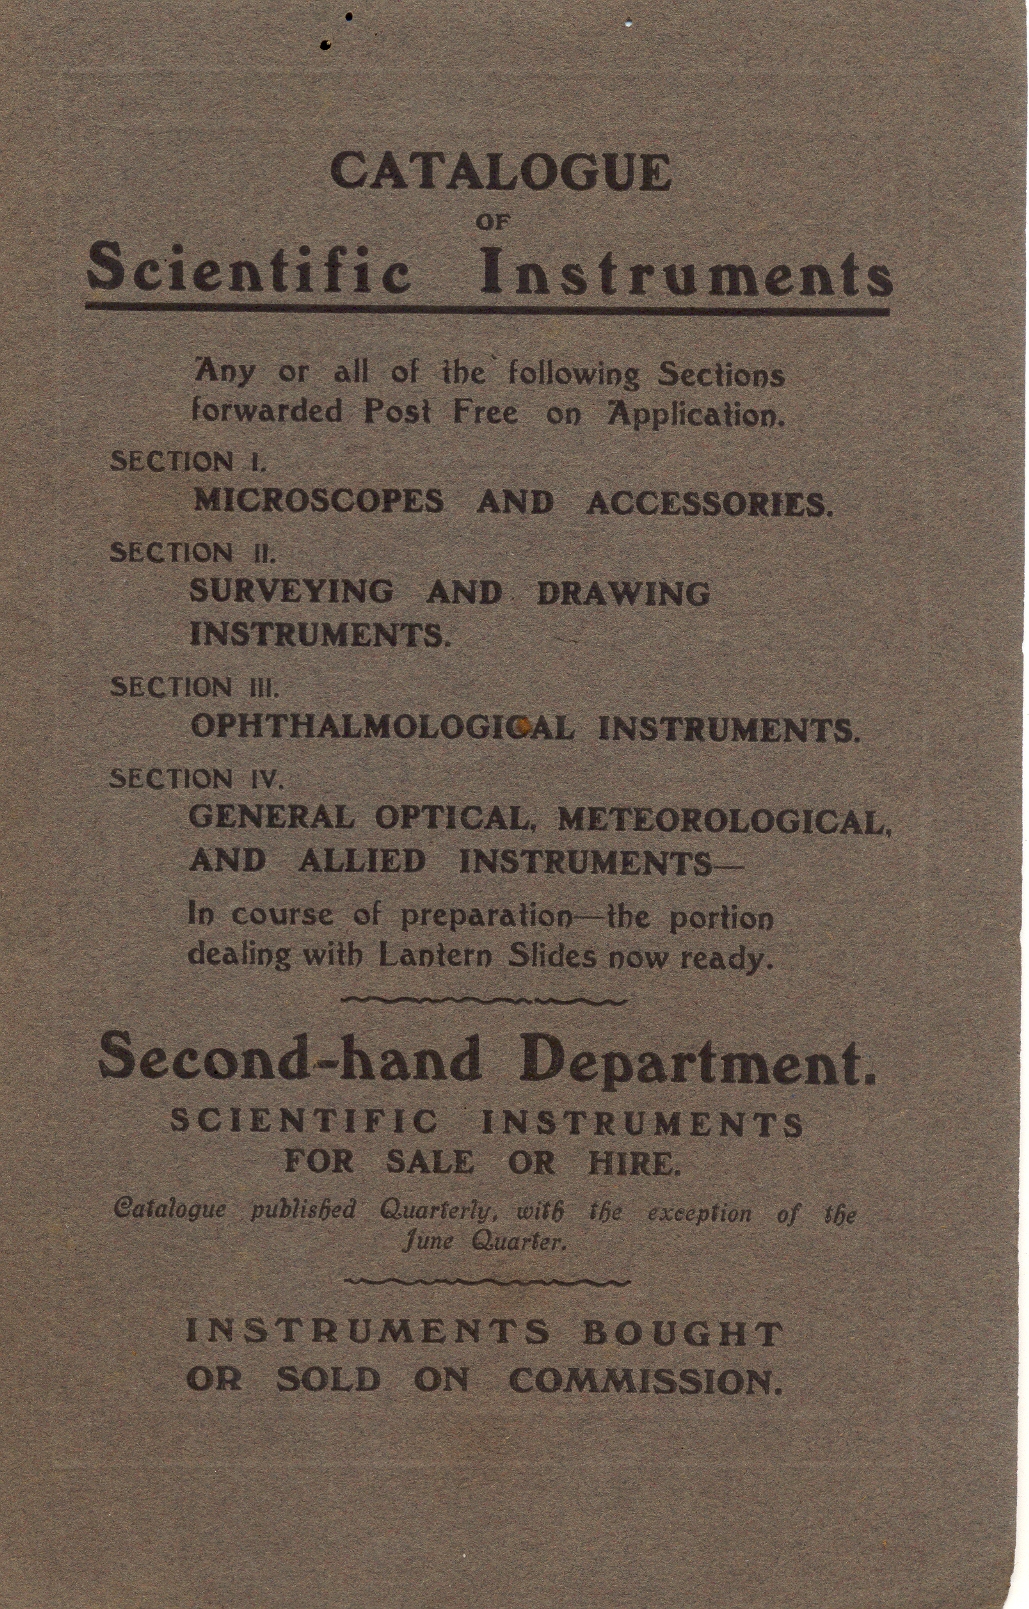 CATALOGUE
OF
Scientific Instruments
Any or all of the following Sections
forwarded Post Free on Application.
SECTION I.
MICROSCOPES AND ACCESSORIES.
SECTION II.
SURVEYING AND DRAWING
INSTRUMENTS.
SECTION III.
OPHTHALMOLOGICAL INSTRUMENTS.
SECTION IV.
GENERAL OPTICAL, METEOROLOGICAL,
AND ALLIED INSTRUMENTS—
In course of preparation—the portion
dealing with Lantern Slides now ready.
Second-hand Department.
SCIENTIFIC INSTRUMENTS
FOR SALE OR HIRE.
Catalogue published Quarterly, with the exception of the
June Quarter.
INSTRUMENTS BOUGHT
OR SOLD ON COMMISSION.